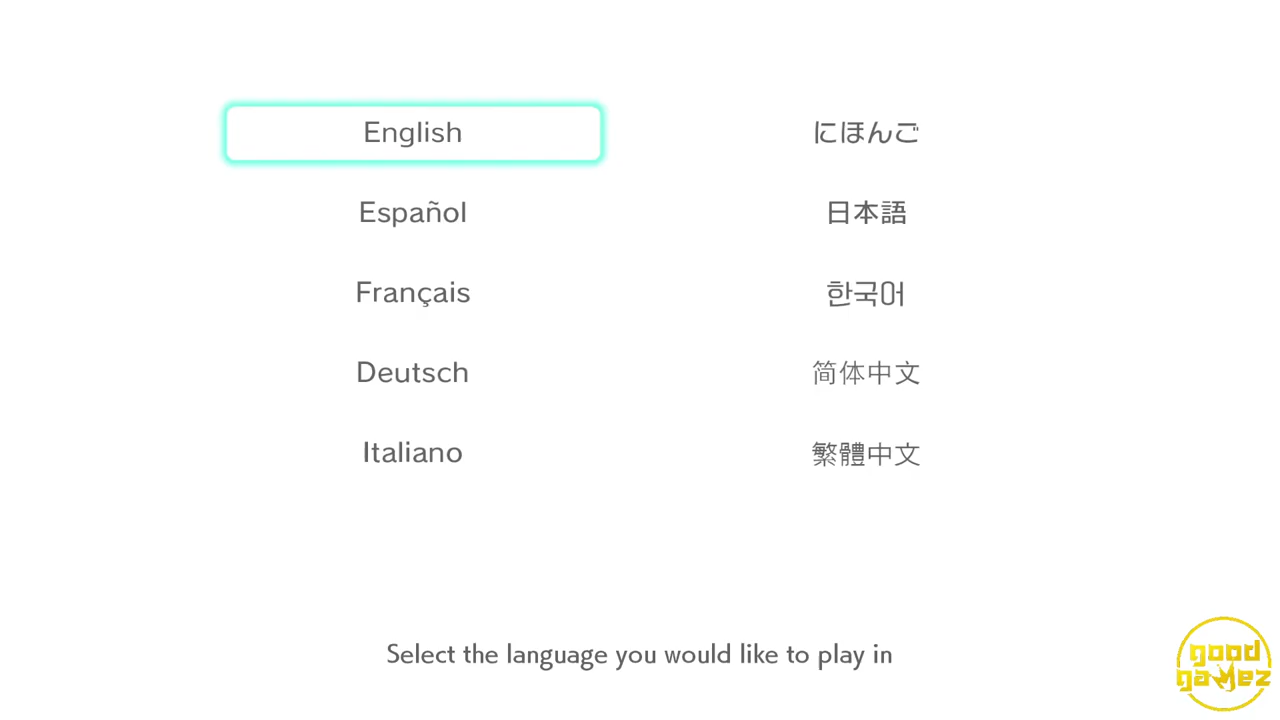 English
Español
Français
Deutsch
Italiano
にほんご
日本語
한국어
简体中文
繁體中文
Select the language you would like to play in
good
gamez